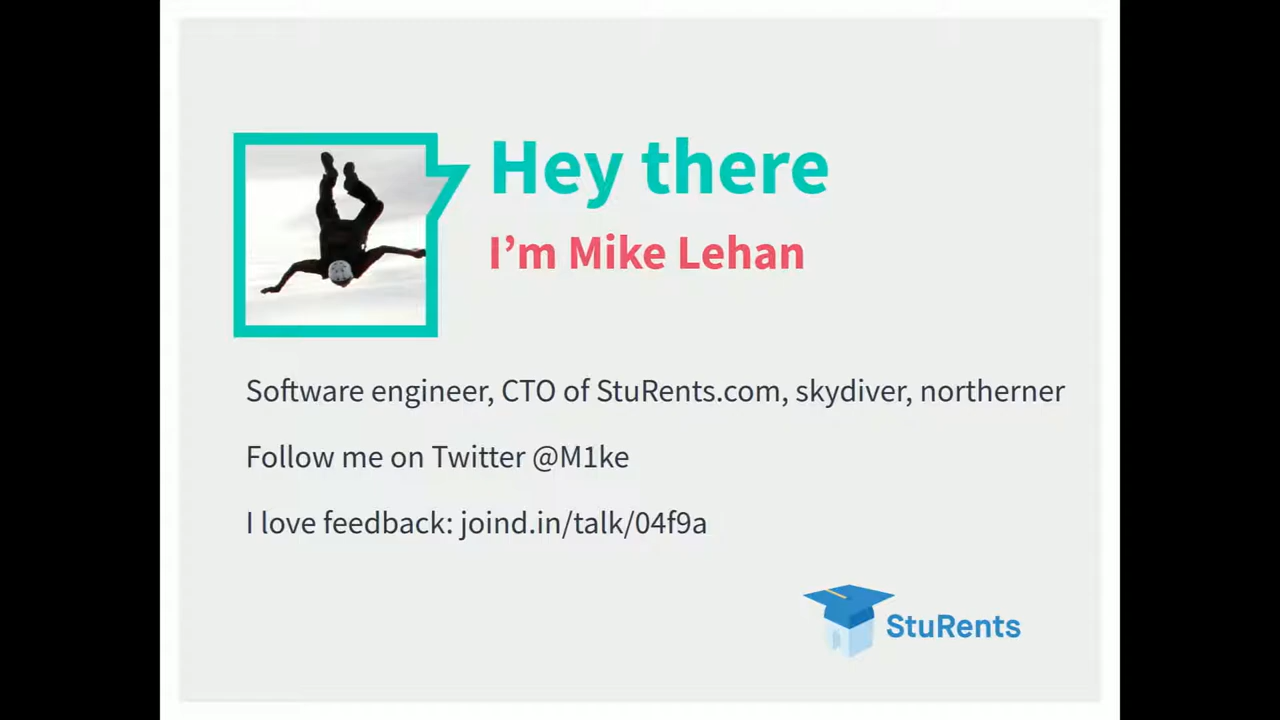 Hey there
I’m Mike Lehan
Software engineer, CTO of StuRents.com, skydiver, northerner
Follow me on Twitter @M1ke
I love feedback: joind.in/talk/04f9a
StuRents